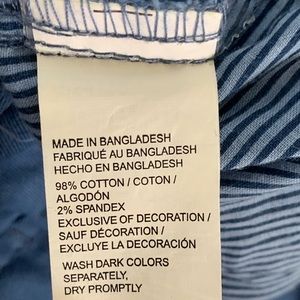 MADE IN BANGLADESH
FABRIQUÉ AU BANGLADESH
HECHO EN BANGLADESH
98% COTTON / COTON /
ALGODÓN
2% SPANDEX
EXCLUSIVE OF DECORATION /
SAUF DÉCORATION /
EXCLUYE LA DECORACIÓN
WASH DARK COLORS
SEPARATELY,
DRY PROMPTLY